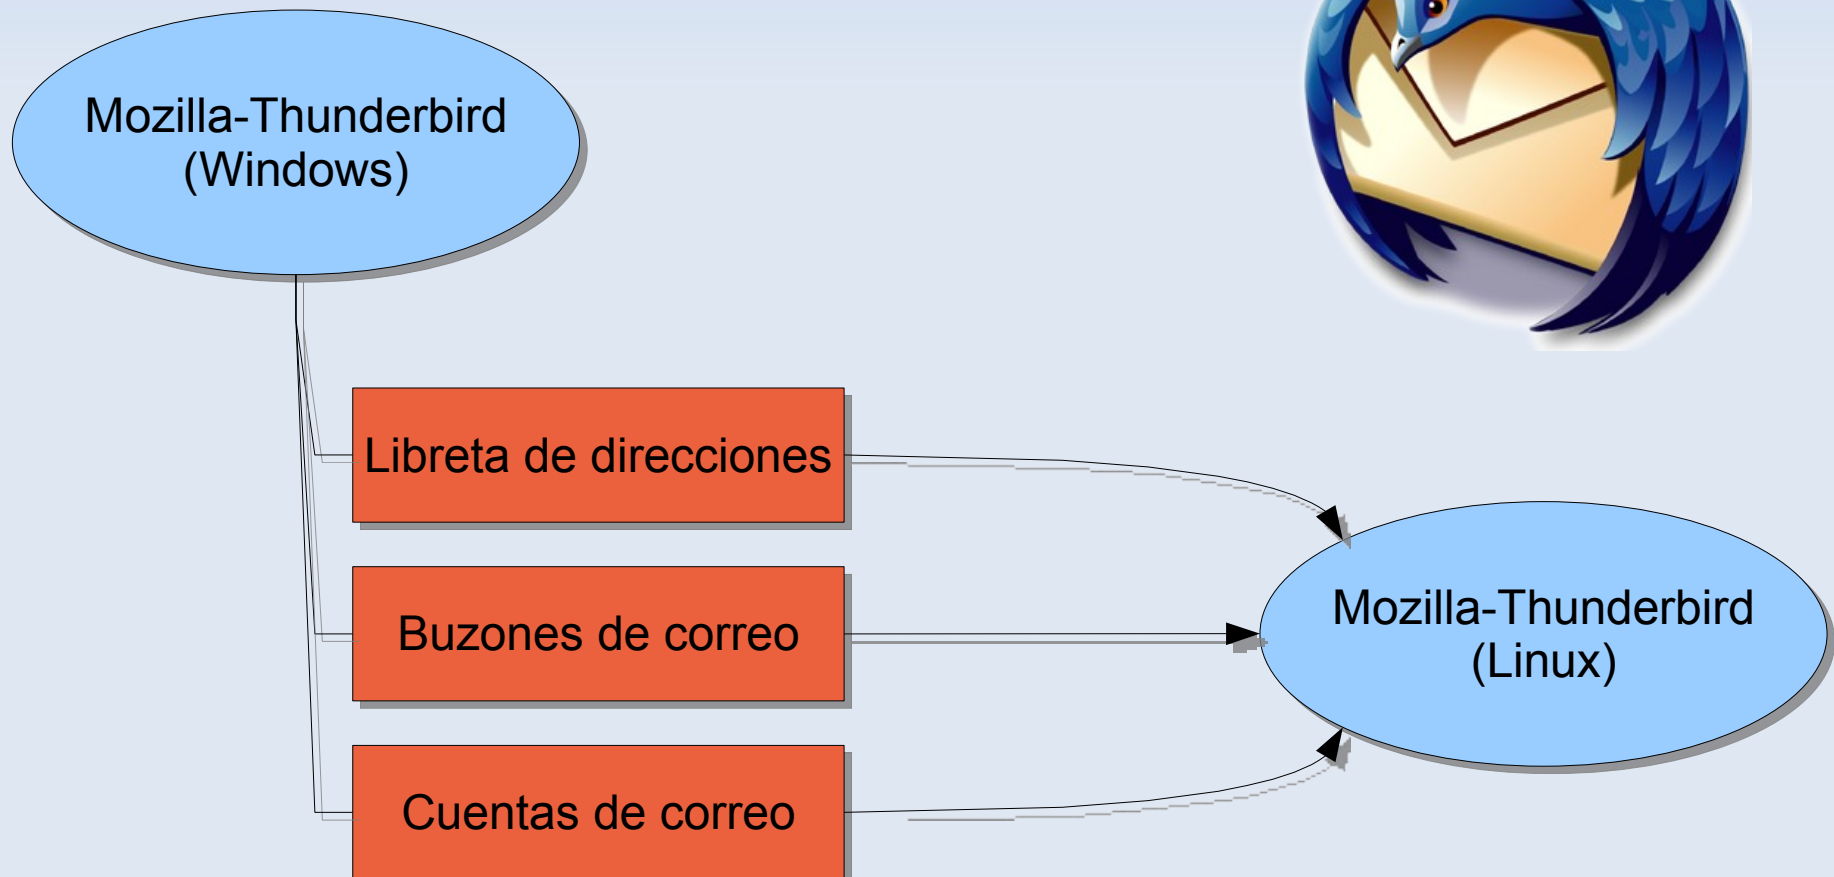 Mozilla-Thunderbird
(Windows)
Libreta de direcciones
Buzones de correo
Cuentas de correo
Mozilla-Thunderbird
(Linux)